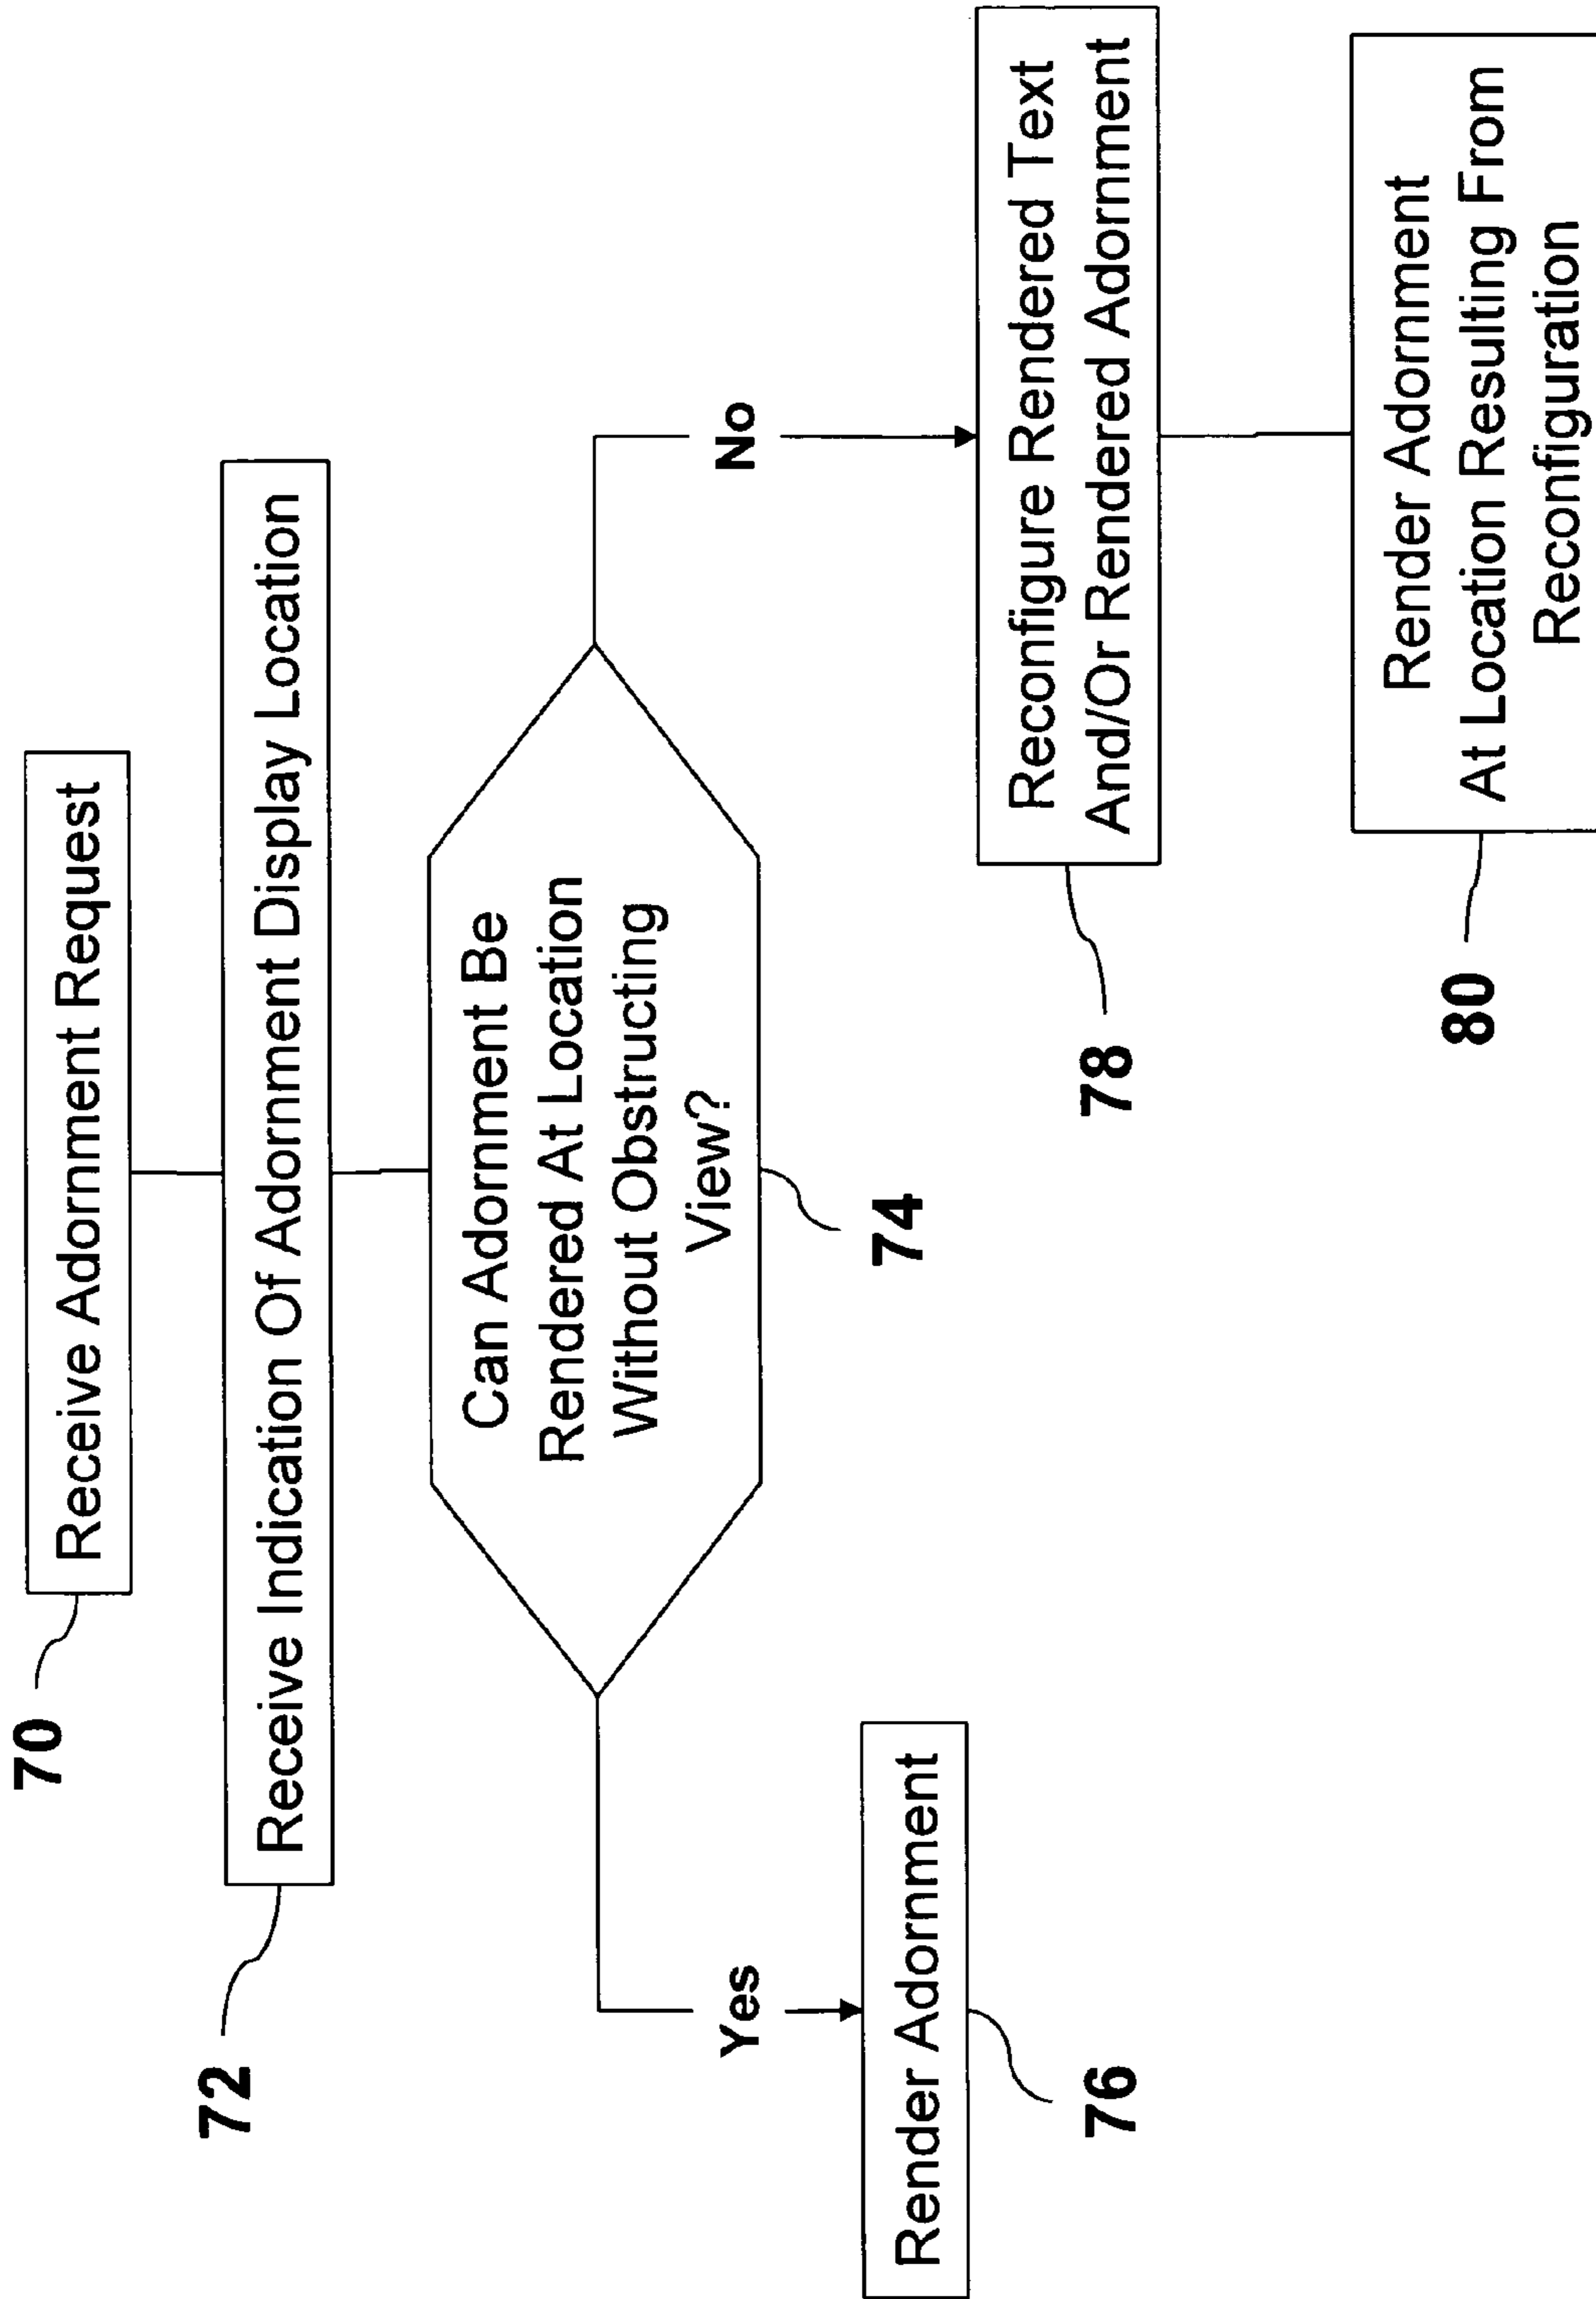 70
Receive Adornment Request
72
Receive Indication Of Adornment Display Location
Can Adornment Be
Rendered At Location
Without Obstructing
View?
74
Yes
No
Render Adornment
76
Reconfigure Rendered Text
And/Or Rendered Adornment
78
Render Adornment
At Location Resulting From
Reconfiguration
80